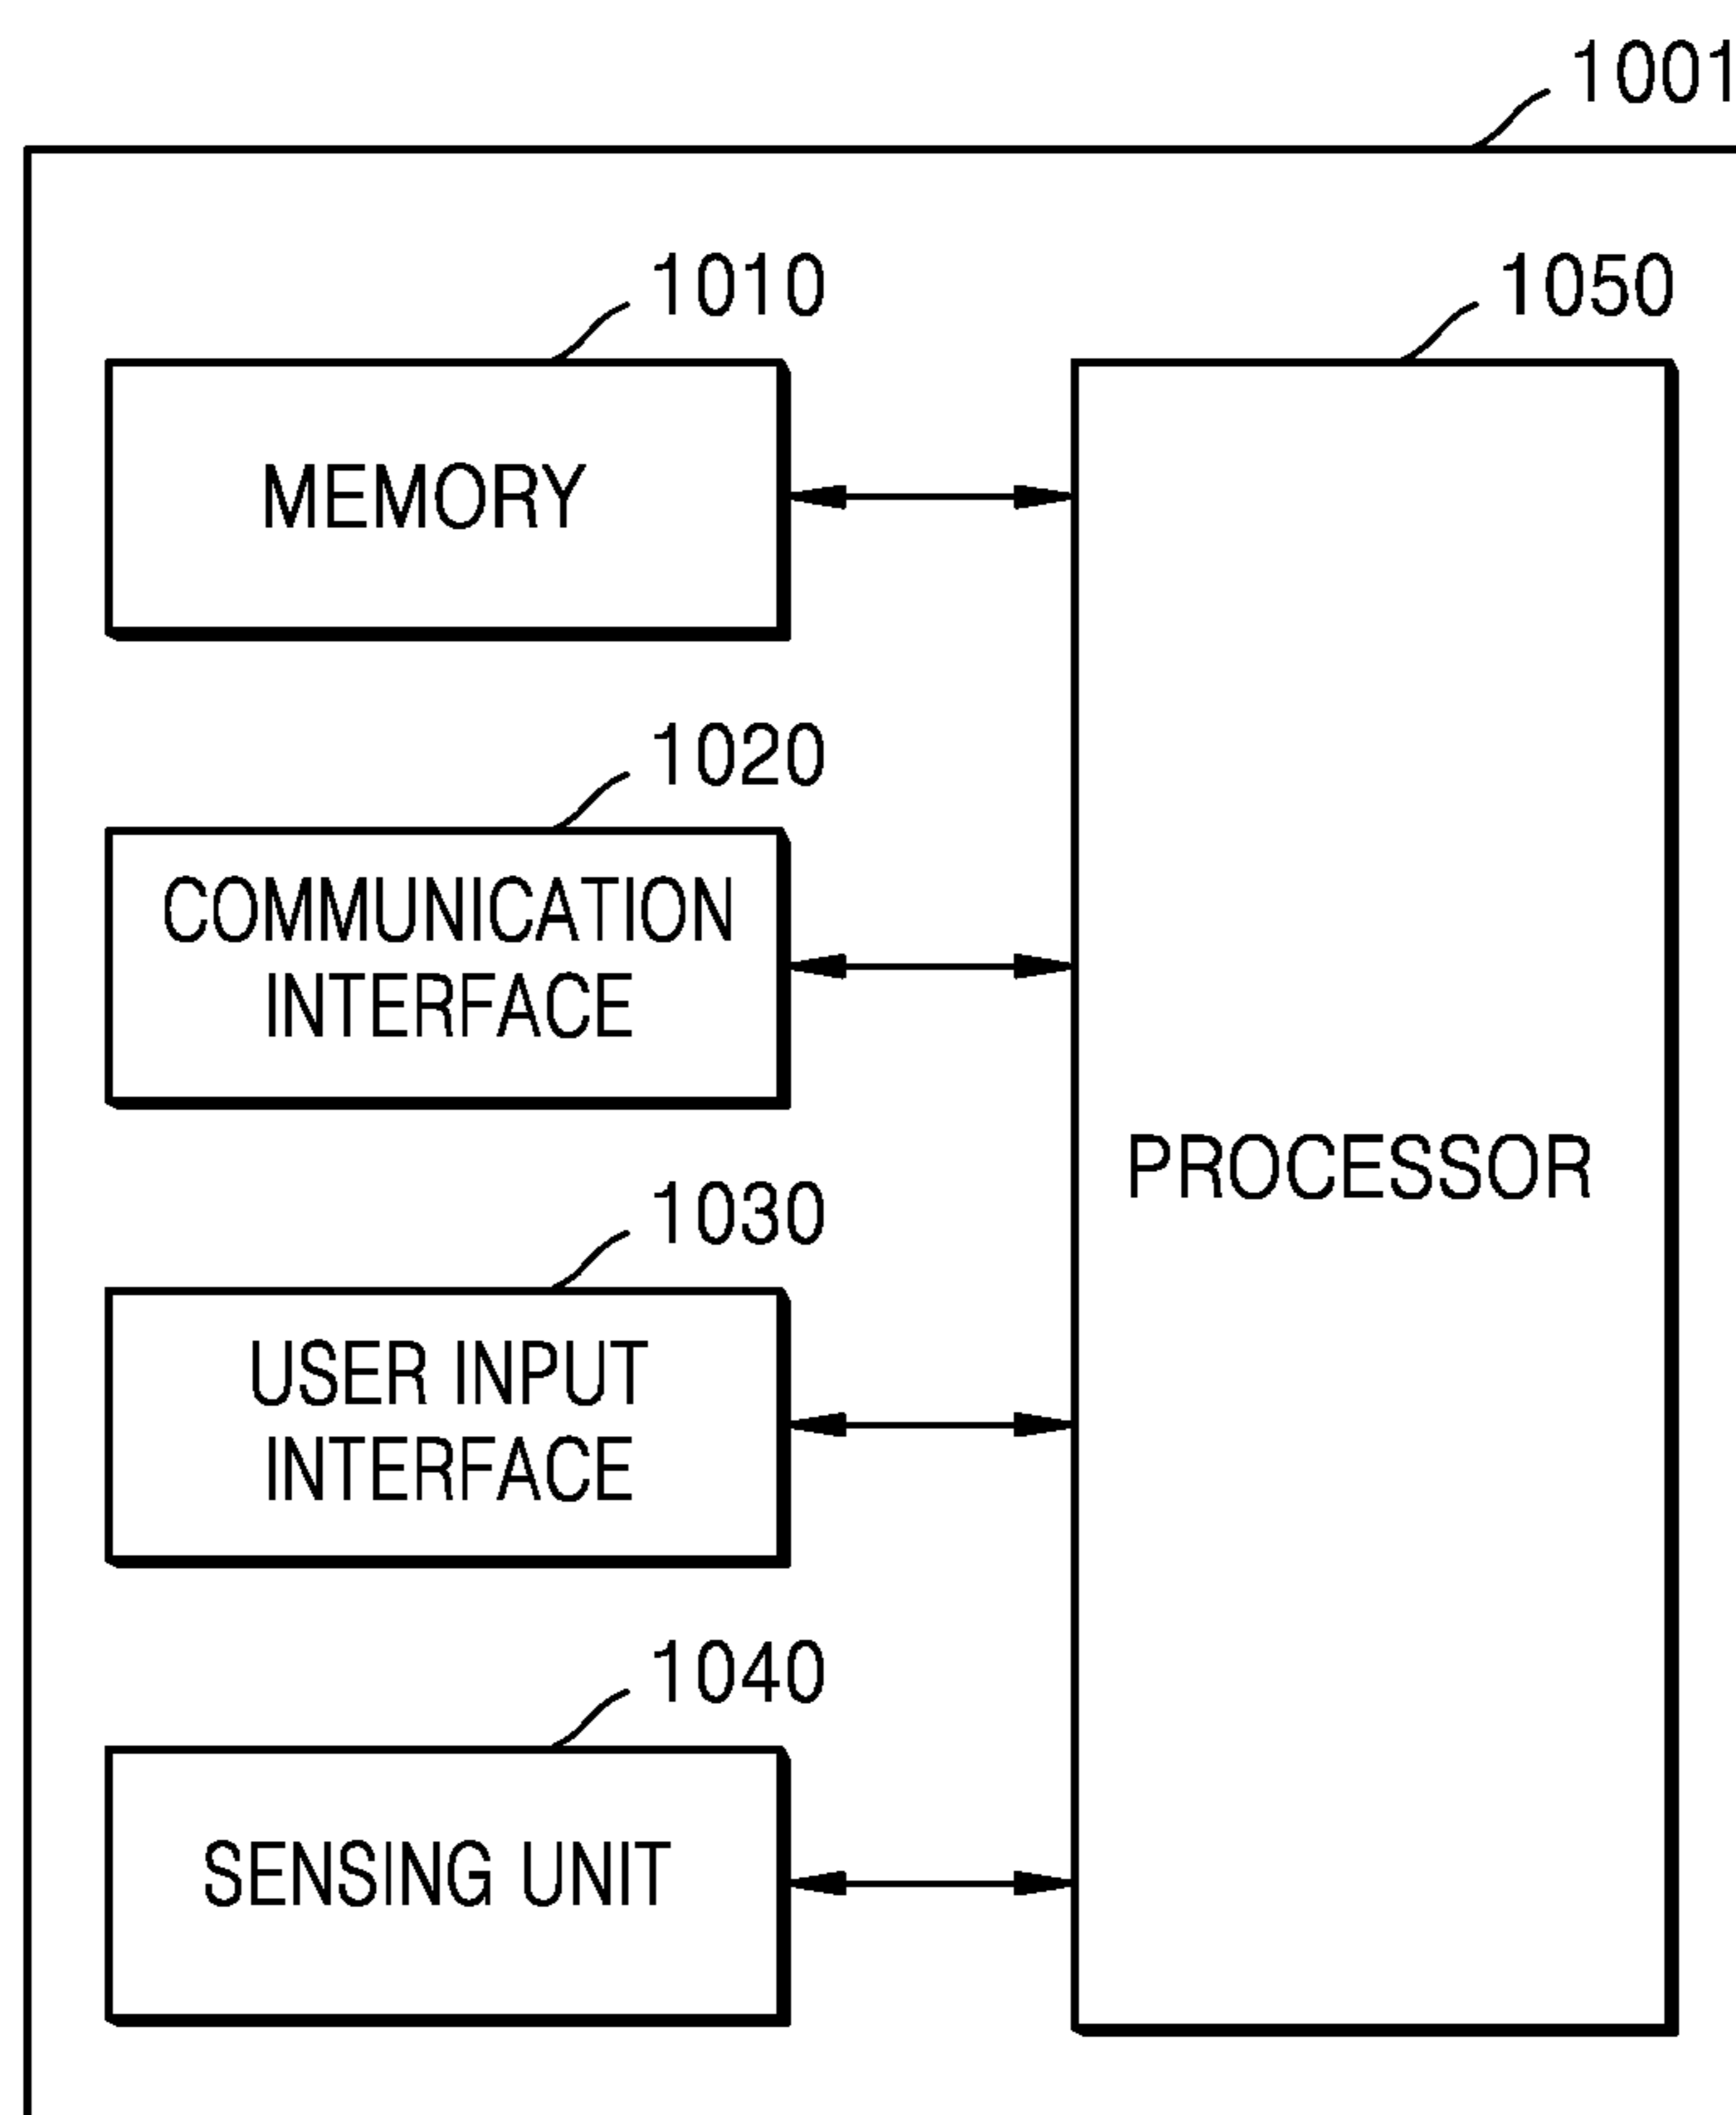 1001
1010
1050
MEMORY
1020
COMMUNICATION
INTERFACE
PROCESSOR
1030
USER INPUT
INTERFACE
1040
SENSING UNIT